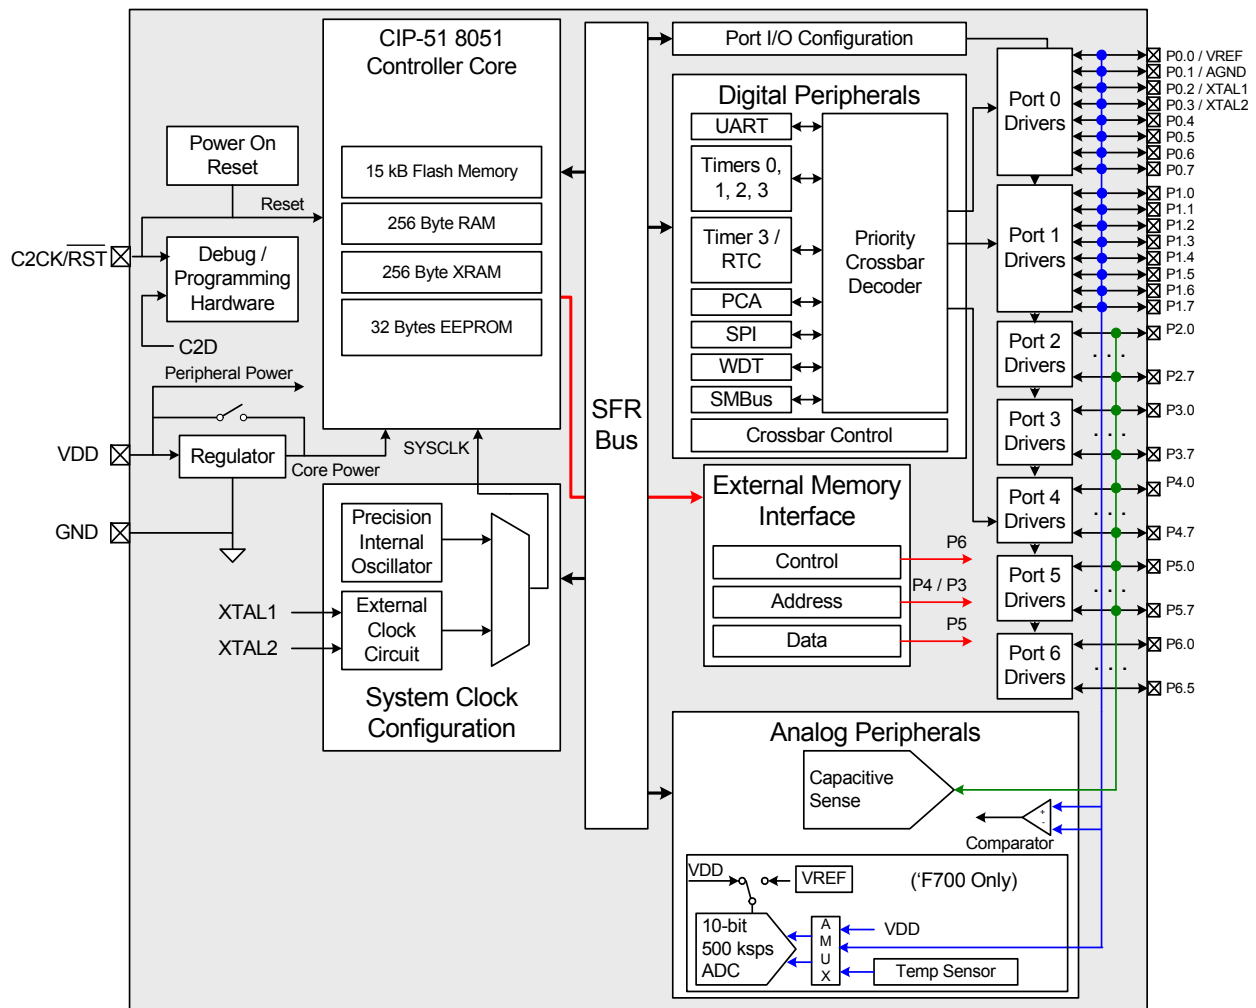 CIP-51 8051
Controller Core
15 kB Flash Memory
256 Byte RAM
256 Byte XRAM
32 Bytes EEPROM
Power On
Reset
Reset
C2CK/RST
Debug /
Programming
Hardware
C2D
Peripheral Power
VDD
Regulator
Core Power
GND
SYSCLK
Precision
Internal
Oscillator
XTAL1
XTAL2
External
Clock
Circuit
System Clock
Configuration
SFR
Bus
Port I/O Configuration
Digital Peripherals
UART
Timers 0,
1, 2, 3
Timer 3 /
RTC
PCA
SPI
WDT
SMBus
Priority
Crossbar
Decoder
Crossbar Control
External Memory
Interface
Control
Address
Data
P6
P4 / P3
P5
Port 0
Drivers
Port 1
Drivers
Port 2
Drivers
Port 3
Drivers
Port 4
Drivers
Port 5
Drivers
Port 6
Drivers
P0.0 / VREF
P0.1 / AGND
P0.2 / XTAL1
P0.3 / XTAL2
P0.4
P0.5
P0.6
P0.7
P1.0
P1.1
P1.2
P1.3
P1.4
P1.5
P1.6
P1.7
P2.0
. . .
P2.7
P3.0
. . .
P3.7
P4.0
. . .
P4.7
P5.0
. . .
P5.7
P6.0
. . .
P6.5
Analog Peripherals
Capacitive
Sense
+
-
Comparator
VDD
VREF
('F700 Only)
10-bit
500 ksps
ADC
A
M
U
X
VDD
Temp Sensor